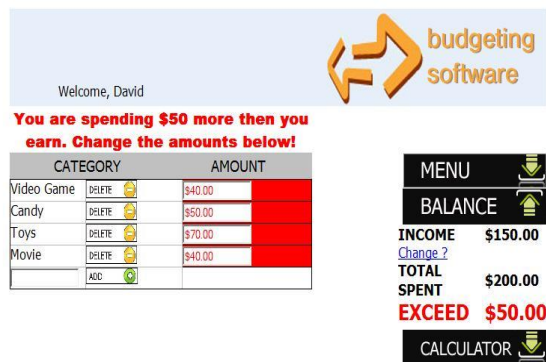 budgeting
software
Welcome, David
You are spending $50 more then you
earn. Change the amounts below!
CATEGORY AMOUNT
Video Game DELETE $40.00
Candy DELETE $50.00
Toys DELETE $70.00
Movie DELETE $40.00
ADD
MENU
BALANCE
INCOME $150.00
Change ?
TOTAL
SPENT $200.00
EXCEED $50.00
CALCULATOR